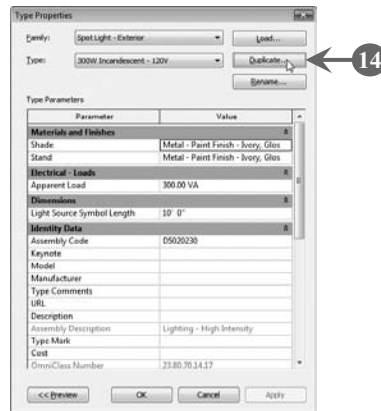 Type Properties
Family: Spot Light - Exterior Load...
Type: 300W Incandescent - 120V Duplicate... 14
Rename...
Type Parameters
Parameter Value
Materials and Finishes
Shade Metal - Paint Finish - Ivory, Glos
Stand Metal - Paint Finish - Ivory, Glos
Electrical - Loads
Apparent Load 300.00 VA
Dimensions
Light Source Symbol Length 10' 0"
Identity Data
Assembly Code D5020230
Keynote
Model
Manufacturer
Type Comments
URL
Description
Assembly Description Lighting - High Intensity
Type Mark
Cost
OmniClass Number 23.80.70.14.17
<< Preview OK Cancel Apply